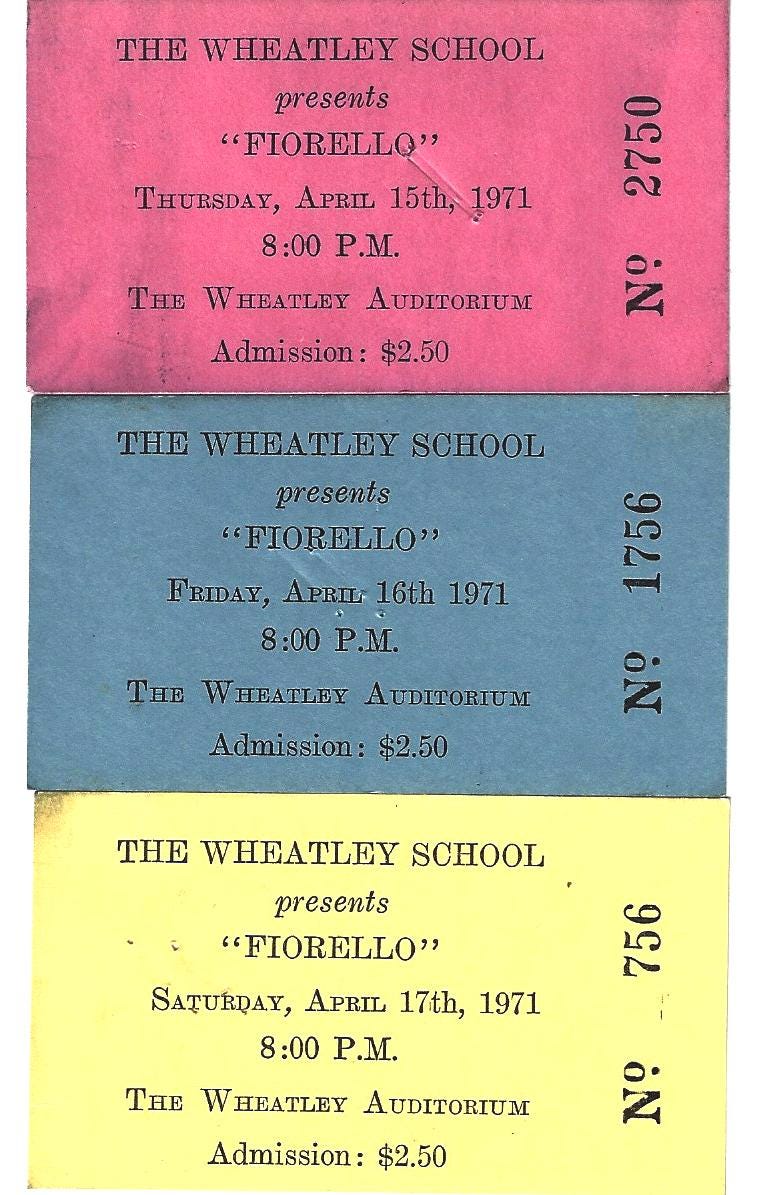 THE WHEATLEY SCHOOL
presents
“FIORELLO”
THURSDAY, APRIL 15th, 1971
8:00 P.M.
THE WHEATLEY AUDITORIUM
Admission: $2.50
Nº. 2750
THE WHEATLEY SCHOOL
presents
“FIORELLO”
FRIDAY, APRIL 16th 1971
8:00 P.M.
THE WHEATLEY AUDITORIUM
Admission: $2.50
Nº. 1756
THE WHEATLEY SCHOOL
presents
“FIORELLO”
SATURDAY, APRIL 17th, 1971
8:00 P.M.
THE WHEATLEY AUDITORIUM
Admission: $2.50
Nº. 756